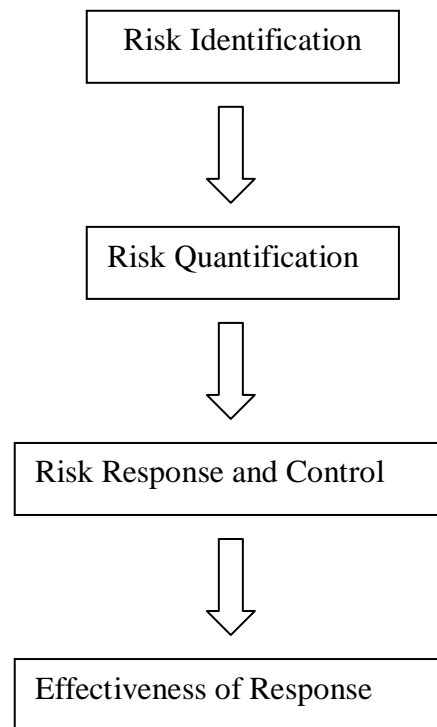 Risk Identification
Risk Quantification
Risk Response and Control
Effectiveness of Response